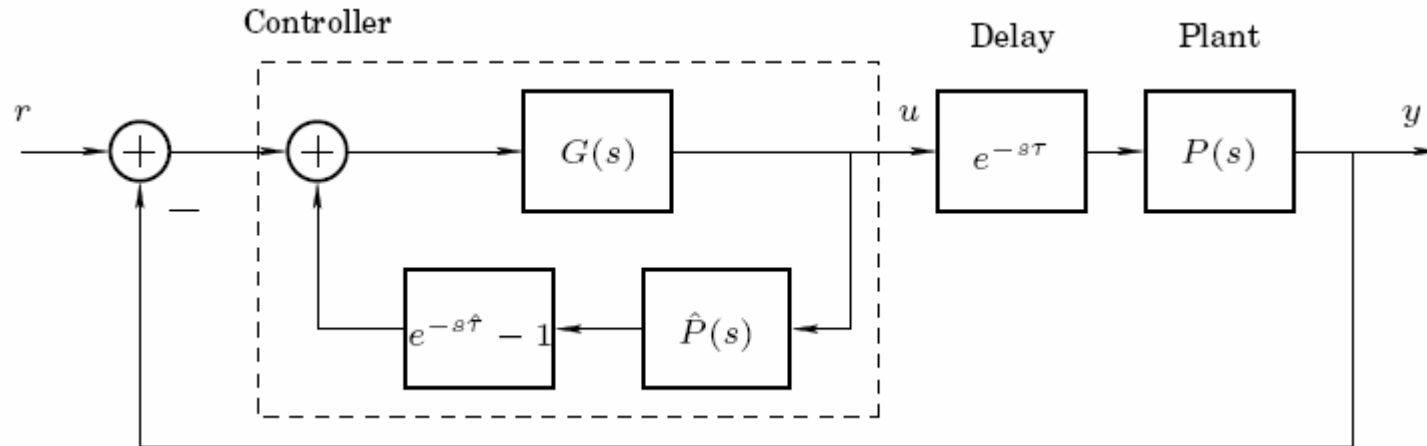 Controller
Delay Plant
r + + G(s) u e^{-sτ} P(s) y
−
e^{-sτ̂} − 1 P̂(s)